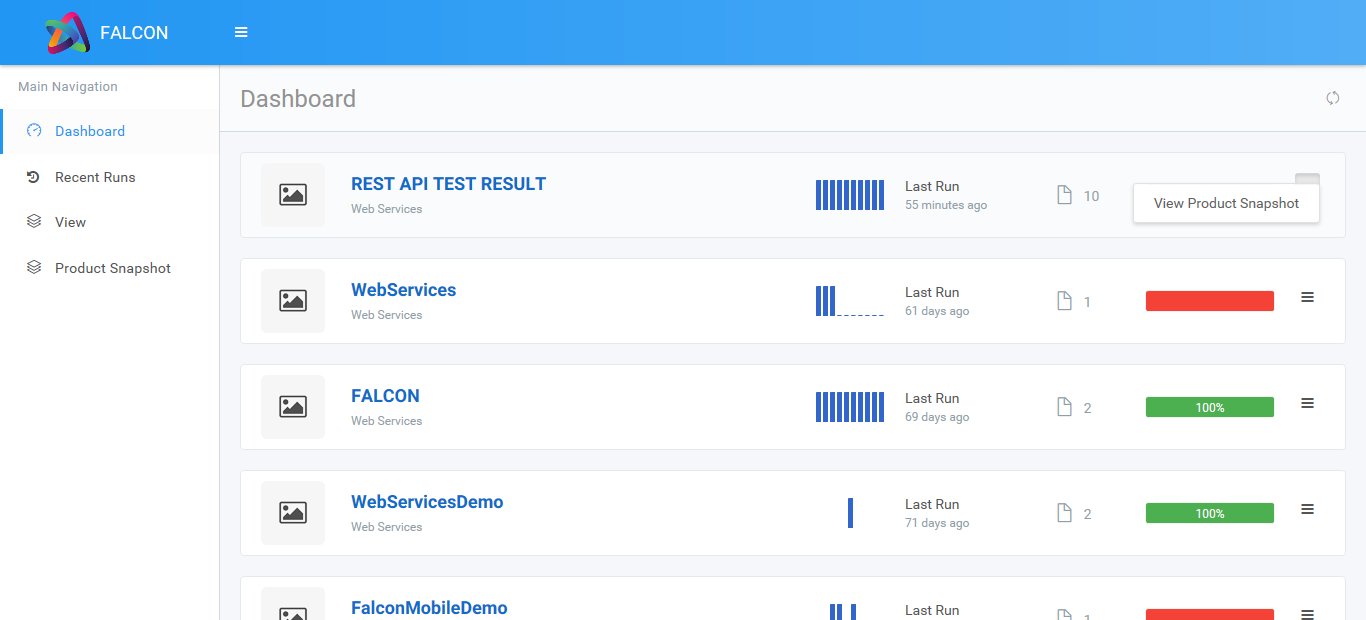 FALCON
Main Navigation
Dashboard
Recent Runs
View
Product Snapshot
Dashboard
REST API TEST RESULT
Web Services
Last Run
55 minutes ago
10
View Product Snapshot
WebServices
Web Services
Last Run
61 days ago
1
FALCON
Web Services
Last Run
69 days ago
2
100%
WebServicesDemo
Web Services
Last Run
71 days ago
2
100%
FalconMobileDemo
Last Run